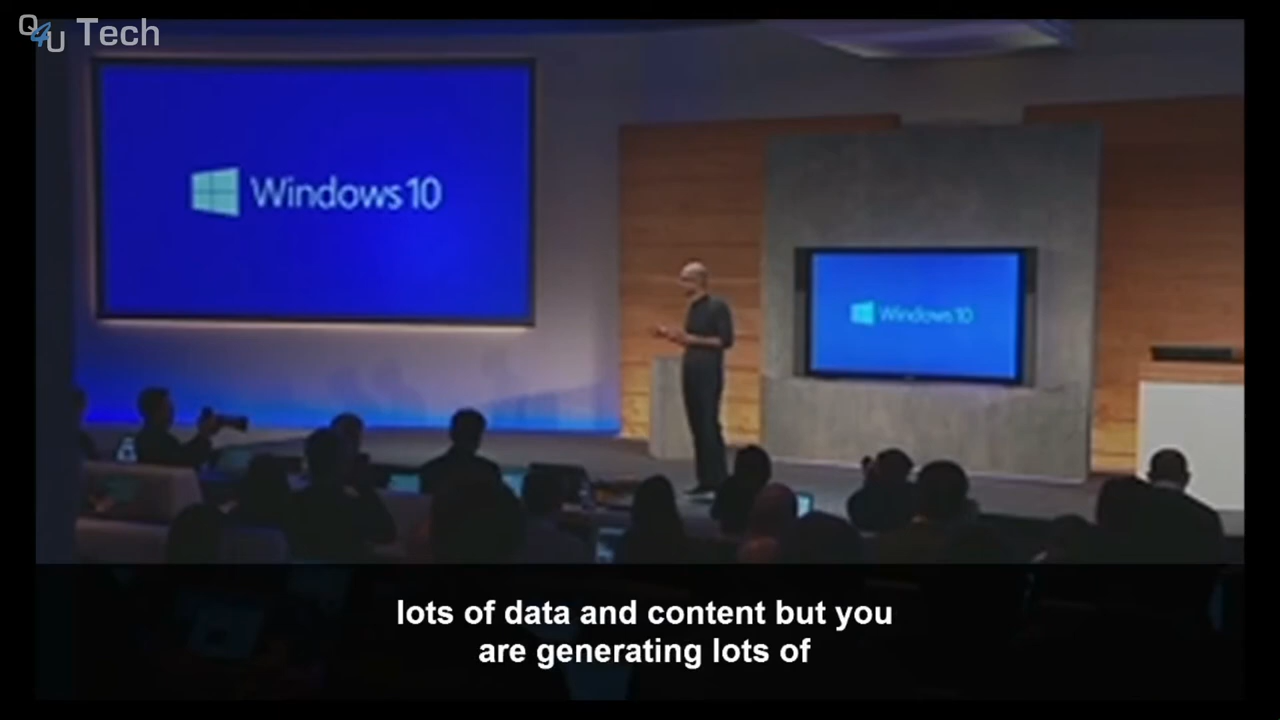 Q4U Tech
Windows 10
Windows 10
lots of data and content but you
are generating lots of